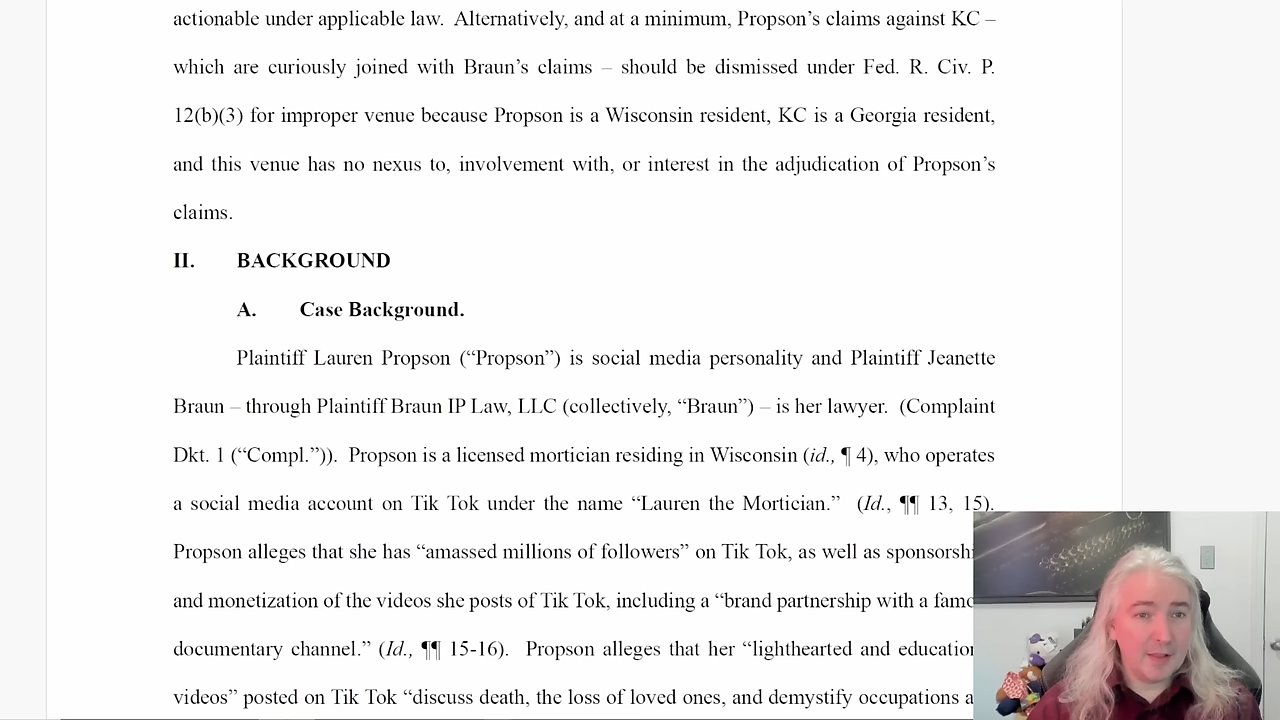 actionable under applicable law. Alternatively, and at a minimum, Propson’s claims against KC –
which are curiously joined with Braun’s claims – should be dismissed under Fed. R. Civ. P.
12(b)(3) for improper venue because Propson is a Wisconsin resident, KC is a Georgia resident,
and this venue has no nexus to, involvement with, or interest in the adjudication of Propson’s
claims.
II. BACKGROUND
A. Case Background.
Plaintiff Lauren Propson (“Propson”) is social media personality and Plaintiff Jeanette
Braun – through Plaintiff Braun IP Law, LLC (collectively, “Braun”) – is her lawyer. (Complaint
Dkt. 1 (“Compl.”)). Propson is a licensed mortician residing in Wisconsin (id., ¶ 4), who operates
a social media account on Tik Tok under the name “Lauren the Mortician.” (Id., ¶¶ 13, 15).
Propson alleges that she has “amassed millions of followers” on Tik Tok, as well as
and monetization of the videos she posts of Tik Tok, including a “brand partnership with a
documentary channel.” (Id., ¶¶ 15-16). Propson alleges that her “lighthearted and
videos” posted on Tik Tok “discuss death, the loss of loved ones, and demystify occupations